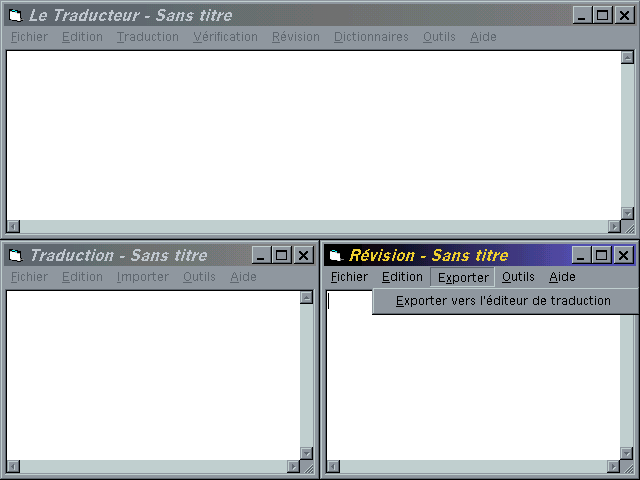 Le Traducteur - Sans titre
Fichier Edition Traduction Vérification Révision Dictionnaires Outils Aide
Traduction - Sans titre
Fichier Edition Importer Outils Aide
Révision - Sans titre
Fichier Edition Exporter Outils Aide
Exporter vers l'éditeur de traduction